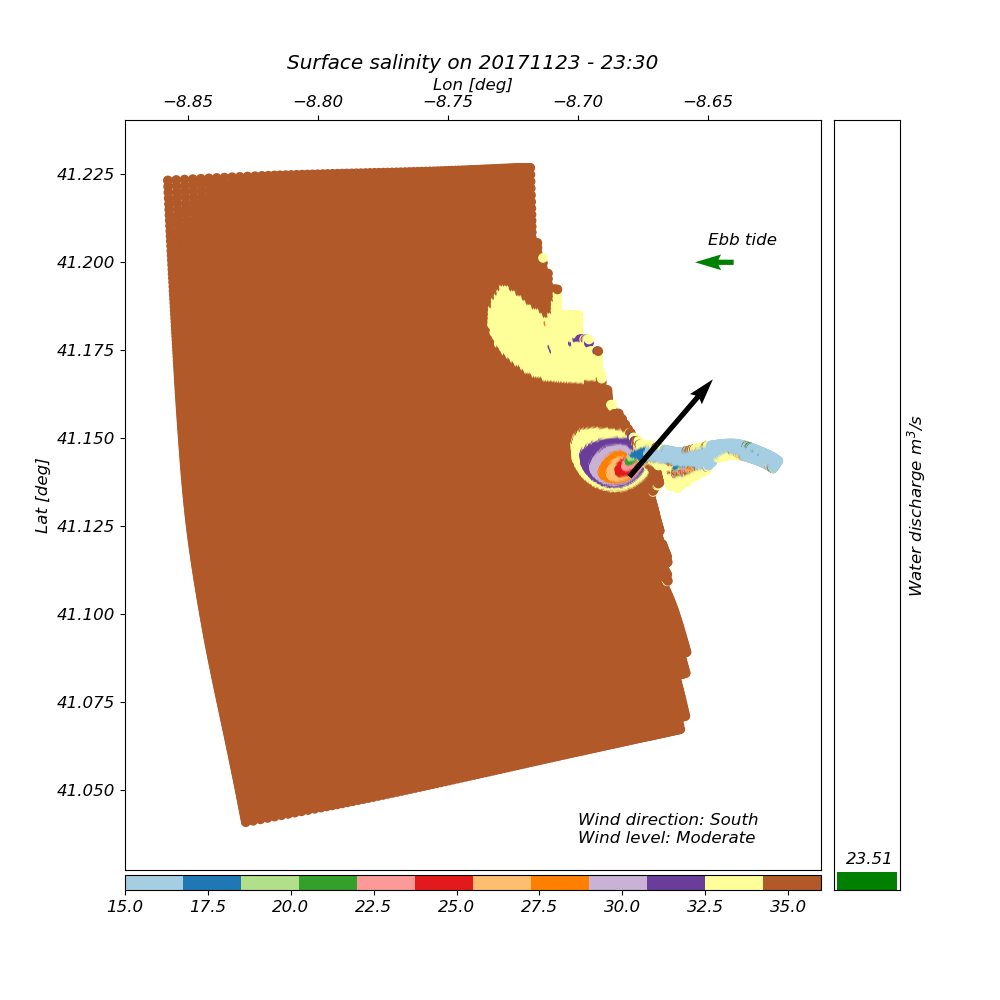 Surface salinity on 20171123 - 23:30
Lon [deg]
−8.85 −8.80 −8.75 −8.70 −8.65
41.225
41.200
41.175
41.150
41.125
41.100
41.075
41.050
Lat [deg]
Ebb tide
Wind direction: South
Wind level: Moderate
15.0 17.5 20.0 22.5 25.0 27.5 30.0 32.5 35.0
23.51
Water discharge m³/s